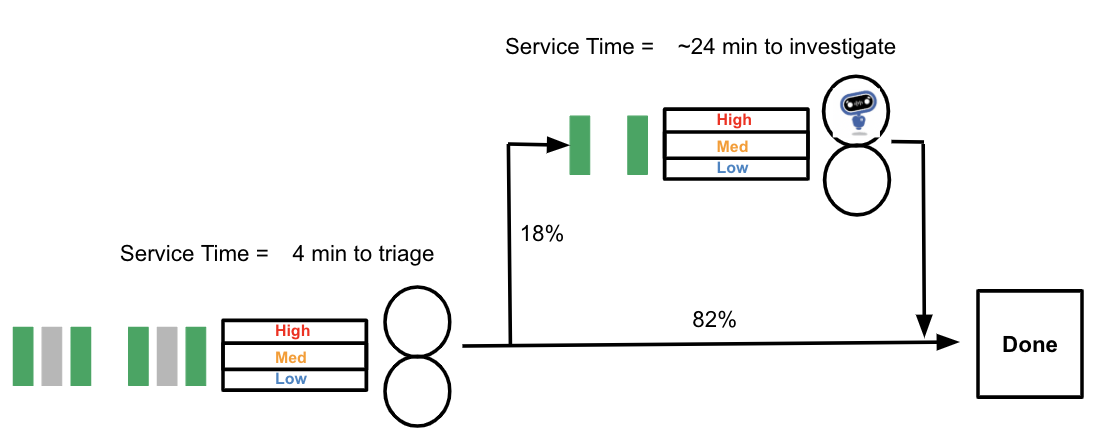 Service Time = ~24 min to investigate
High
Med
Low
18%
Service Time = 4 min to triage
82%
High
Med
Low
Done